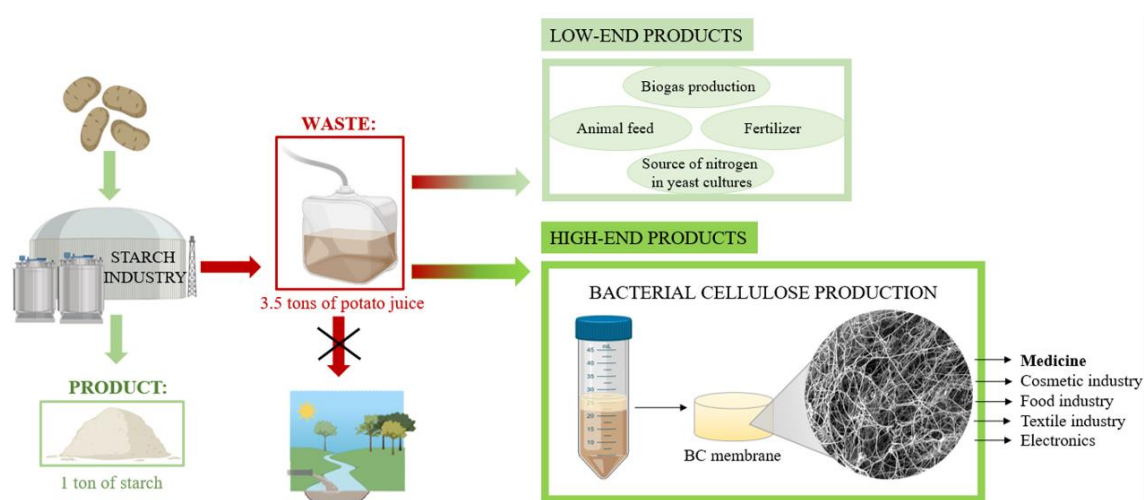 LOW-END PRODUCTS
Biogas production
Animal feed
Fertilizer
Source of nitrogen
in yeast cultures
WASTE:
STARCH
INDUSTRY
3.5 tons of potato juice
PRODUCT:
1 ton of starch
HIGH-END PRODUCTS
BACTERIAL CELLULOSE PRODUCTION
mL
45
40
35
30
25
20
15
10
BC membrane
Medicine
Cosmetic industry
Food industry
Textile industry
Electronics